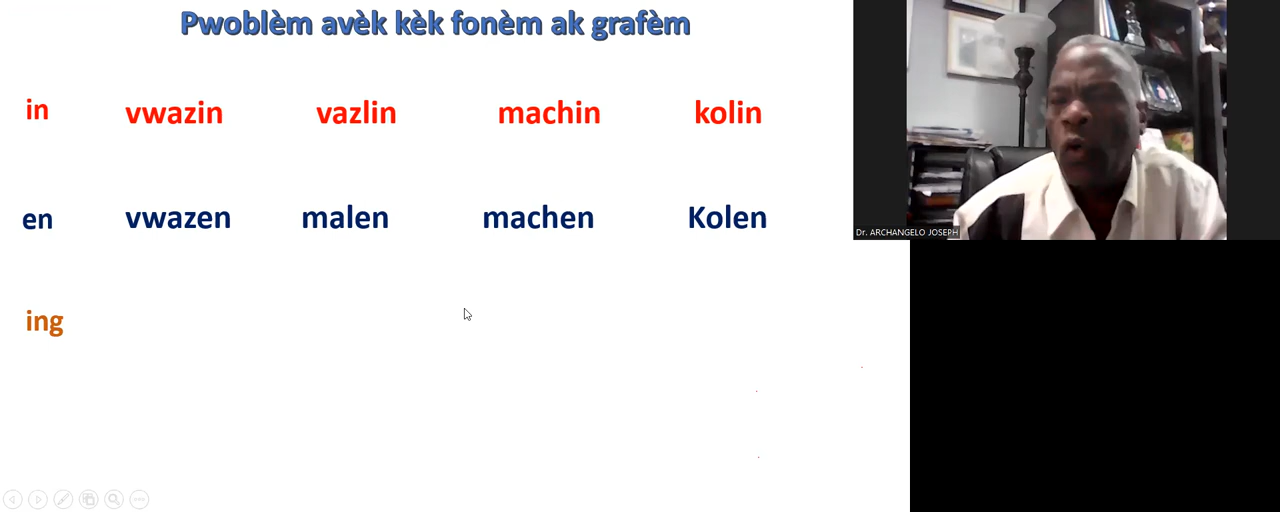 Pwoblèm avèk kèk fonèm ak grafèm
in vwazin vazlin machin kolin
en vwazen malen machen Kolen
ing
Dr. ARCHANGELO JOSEPH